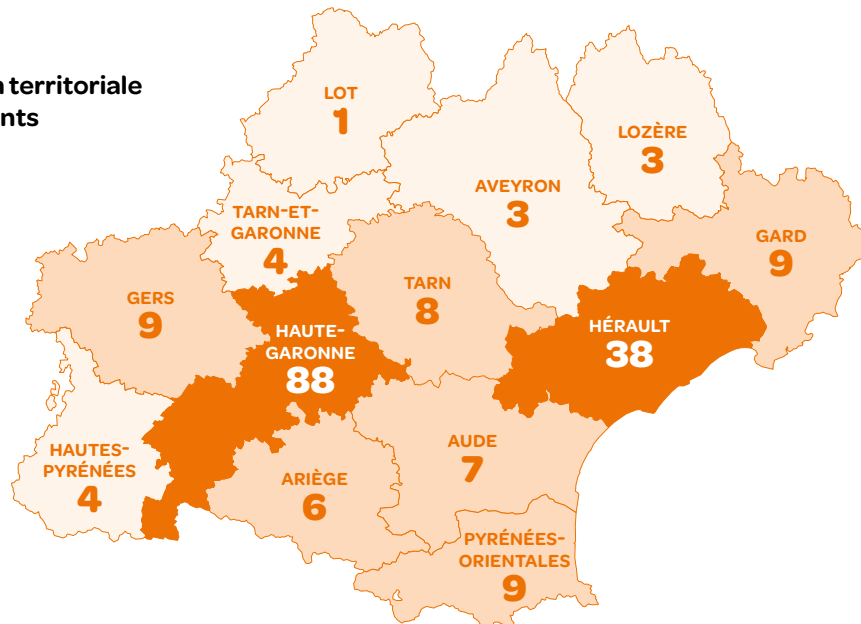 territoriale
LOT
1
LOZÈRE
3
AVEYRON
3
TARN-ET-
GARONNE
4
GARD
9
TARN
8
GERS
9
HAUTE-
GARONNE
88
HÉRAULT
38
AUDE
7
HAUTES-
PYRÉNÉES
4
ARIÈGE
6
PYRÉNÉES-
ORIENTALES
9